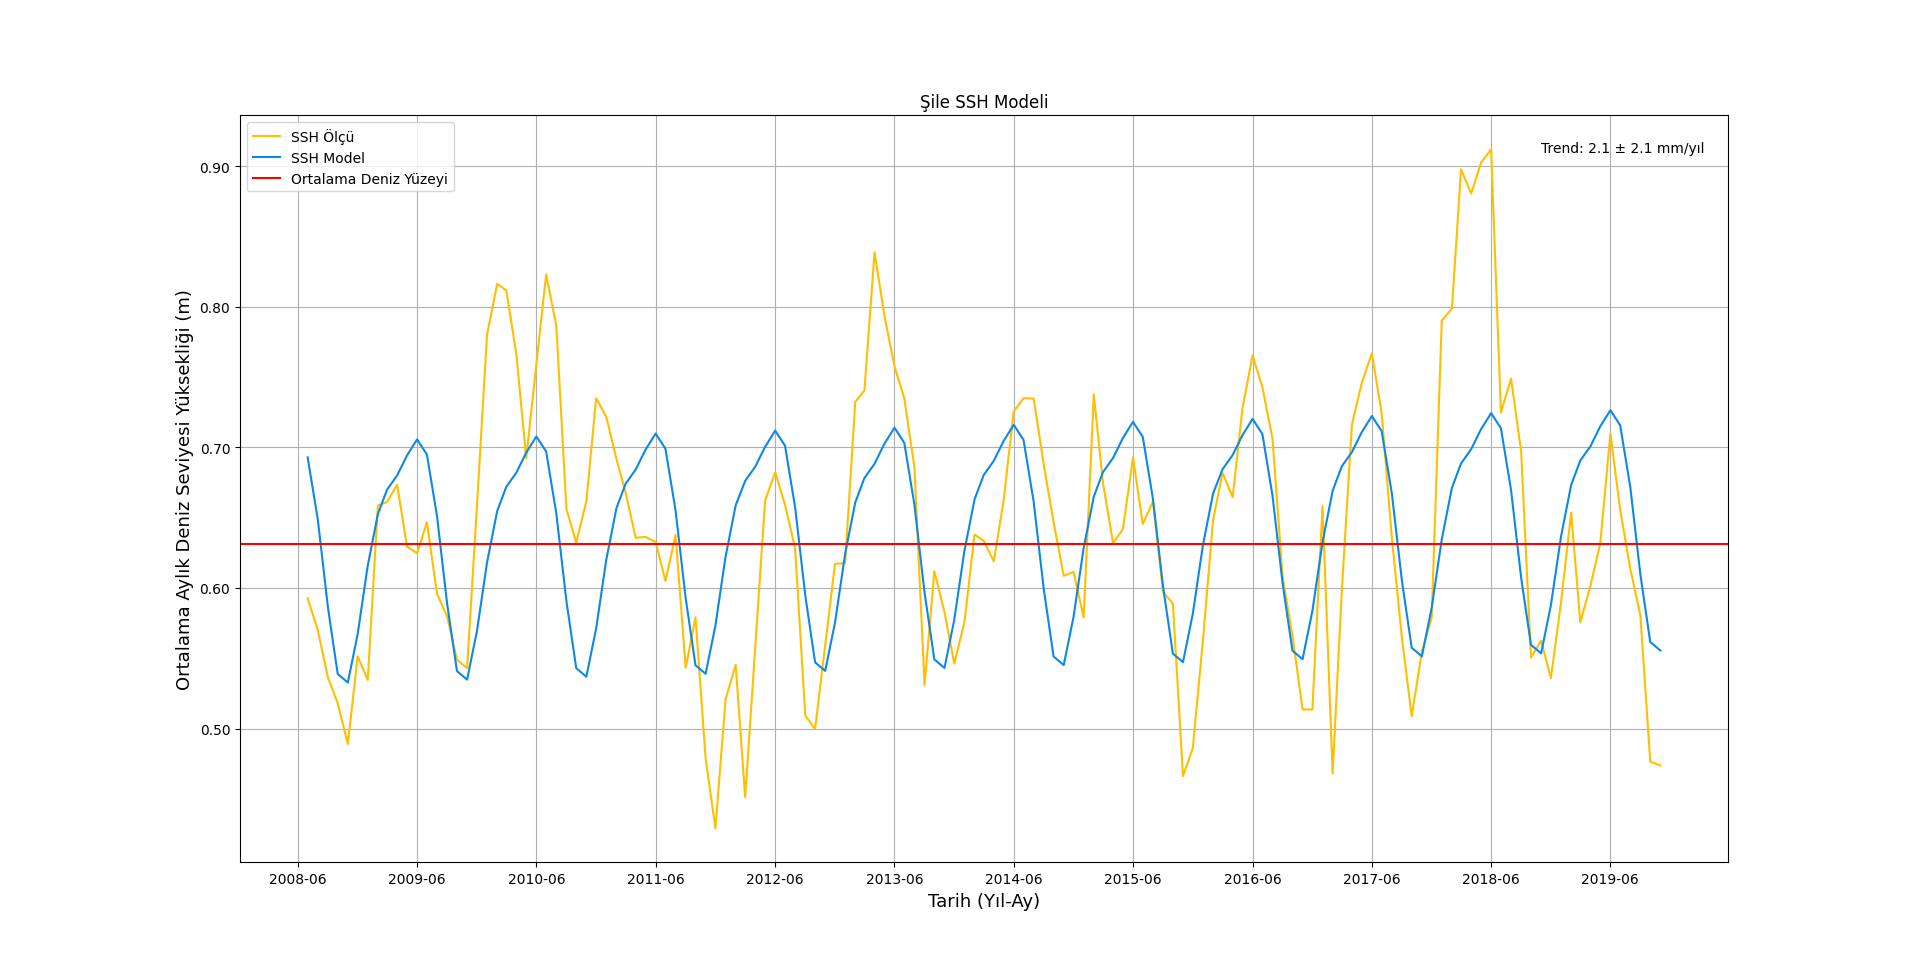 Şile SSH Modeli
SSH Ölçü
SSH Model
Ortalama Deniz Yüzeyi
Trend: 2.1 ± 2.1 mm/yıl
Ortalama Aylık Deniz Seviyesi Yüksekliği (m)
0.90
0.80
0.70
0.60
0.50
2008-06 2009-06 2010-06 2011-06 2012-06 2013-06 2014-06 2015-06 2016-06 2017-06 2018-06 2019-06
Tarih (Yıl-Ay)